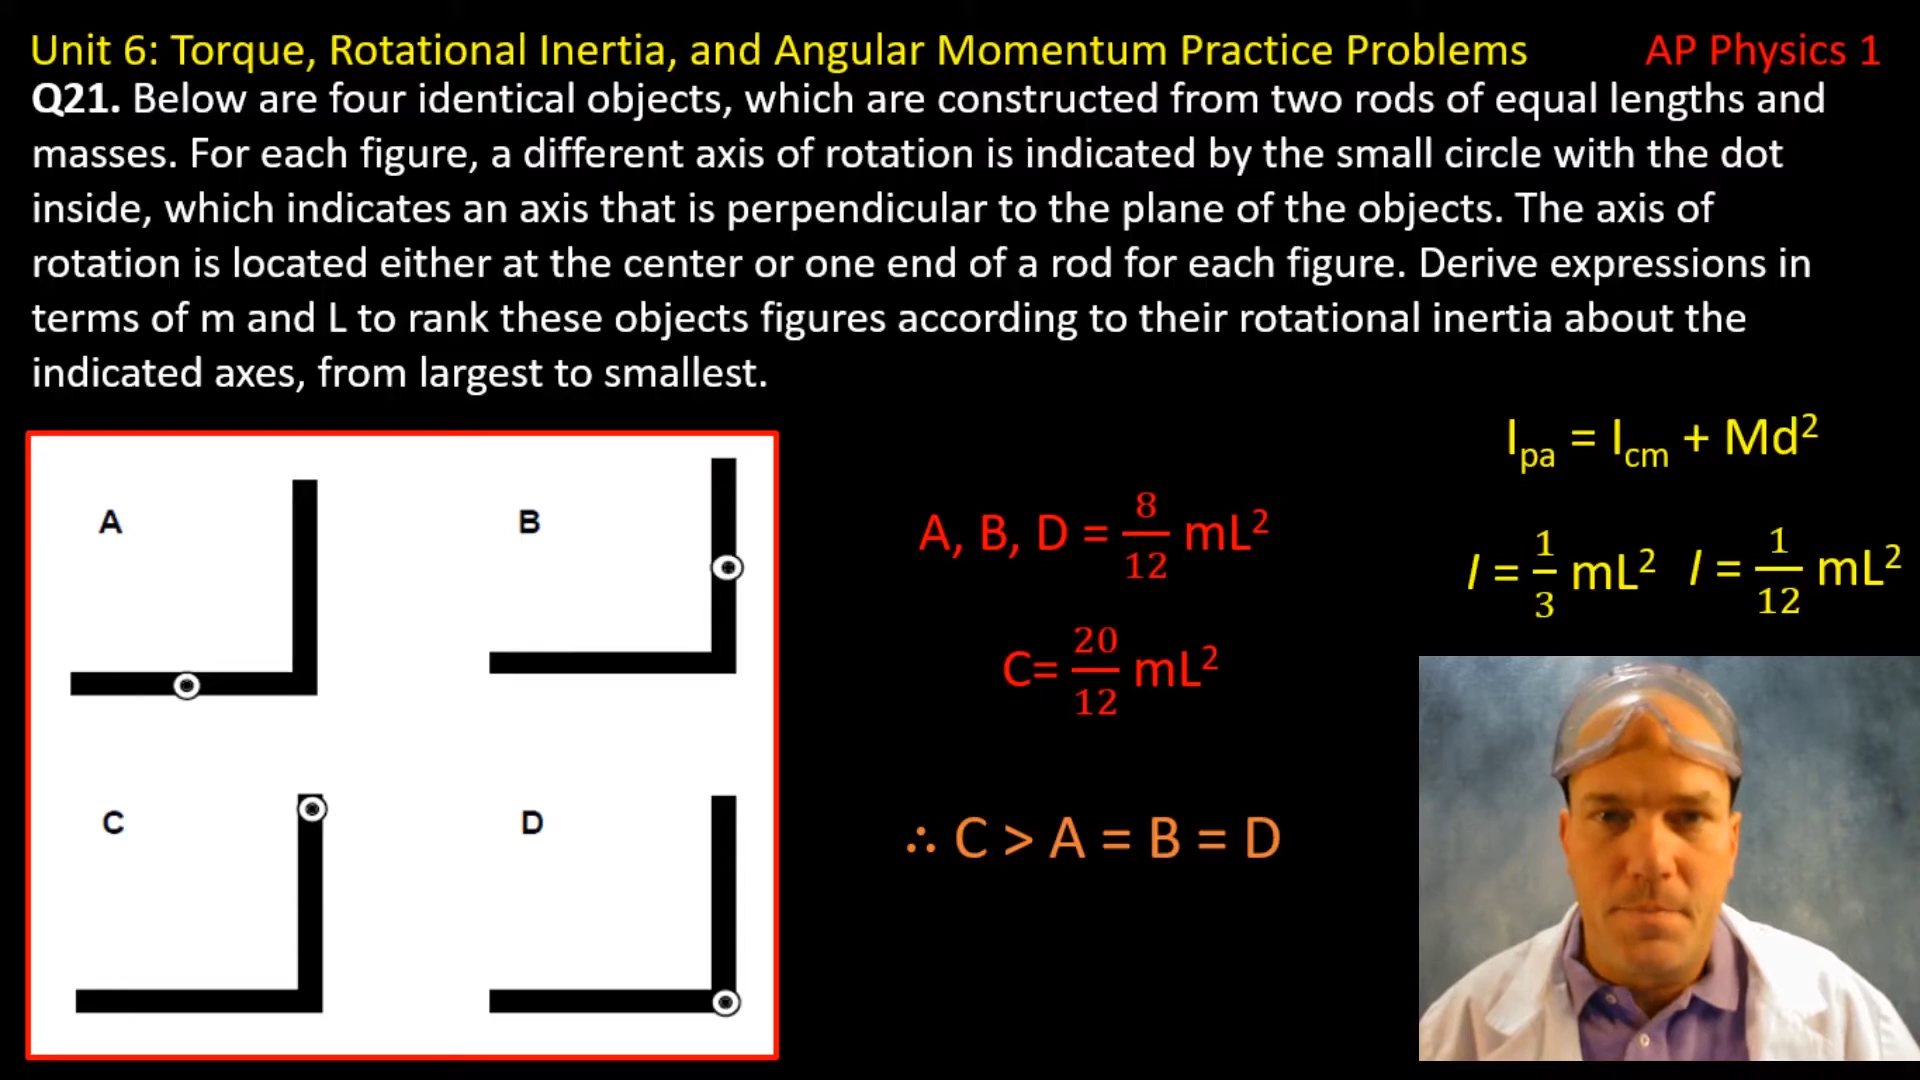 Unit 6: Torque, Rotational Inertia, and Angular Momentum Practice Problems AP Physics 1
Q21. Below are four identical objects, which are constructed from two rods of equal lengths and
masses. For each figure, a different axis of rotation is indicated by the small circle with the dot
inside, which indicates an axis that is perpendicular to the plane of the objects. The axis of
rotation is located either at the center or one end of a rod for each figure. Derive expressions in
terms of m and L to rank these objects figures according to their rotational inertia about the
indicated axes, from largest to smallest.
A
B
C
D
A, B, D = 8/12 mL²
C= 20/12 mL²
∴ C > A = B = D
I_pa = I_cm + Md²
I = 1/3 mL² I = 1/12 mL²